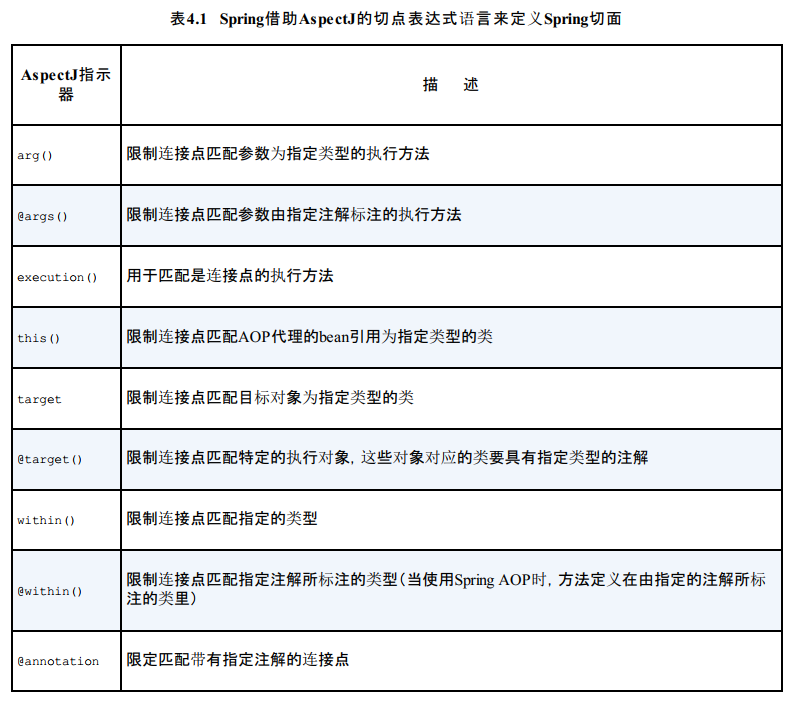 表4.1 Spring借助AspectJ的切点表达式语言来定义Spring切面
AspectJ指示
器
描 述
arg()
限制连接点匹配参数为指定类型的执行方法
@args()
限制连接点匹配参数由指定注解标注的执行方法
execution()
用于匹配是连接点的执行方法
this()
限制连接点匹配AOP代理的bean引用为指定类型的类
target
限制连接点匹配目标对象为指定类型的类
@target()
限制连接点匹配特定的执行对象，这些对象对应的类要具有指定类型的注解
within()
限制连接点匹配指定的类型
@within()
限制连接点匹配指定注解所标注的类型（当使用Spring AOP时，方法定义在由指定的注解所标
注的类里）
@annotation
限定匹配带有指定注解的连接点